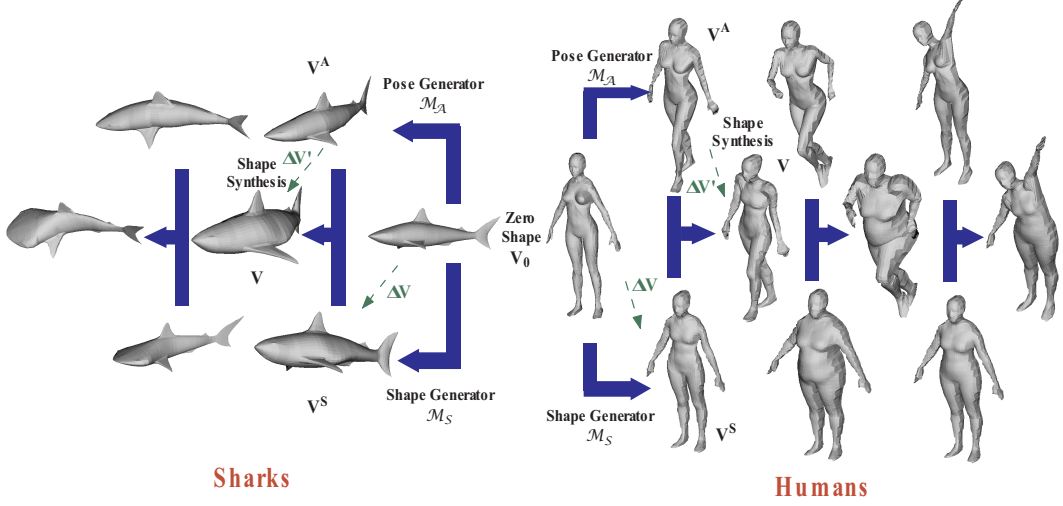 V^A
Pose Generator
M_A
Shape
Synthesis
ΔV'
V
Zero
Shape
V_0
ΔV
Shape Generator
M_S
V^S
Sharks
Pose Generator
M_A
V^A
Shape
Synthesis
V
ΔV'
ΔV
Shape Generator
M_S
V^S
Humans